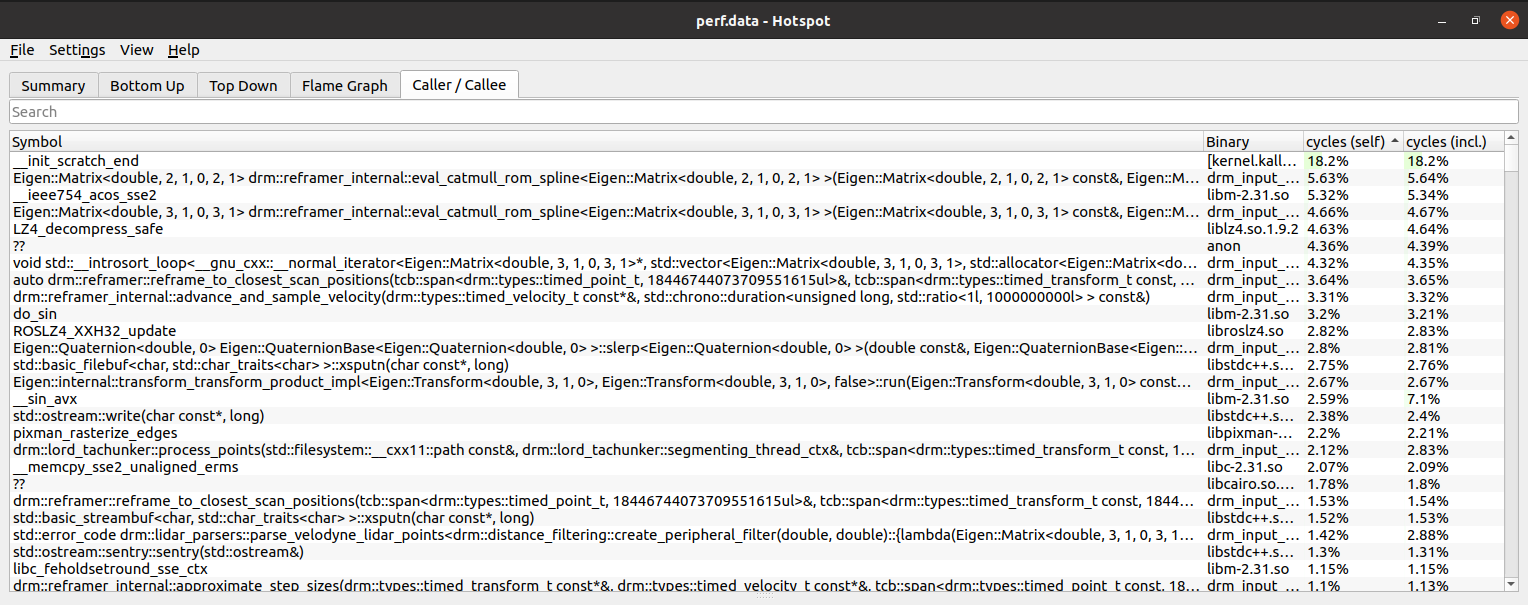 perf.data - Hotspot
File Settings View Help
Summary Bottom Up Top Down Flame Graph Caller / Callee
Search
Symbol Binary cycles (self) cycles (incl.)
__init_scratch_end [kernel.kall... 18.2% 18.2%
Eigen::Matrix<double, 2, 1, 0, 2, 1> drm::reframer_internal::eval_catmull_rom_spline<Eigen::Matrix<double, 2, 1, 0, 2, 1> >(Eigen::Matrix<double, 2, 1, 0, 2, 1> const&, Eigen::M... drm_input_... 5.63% 5.64%
__ieee754_acos_sse2 libm-2.31.so 5.32% 5.34%
Eigen::Matrix<double, 3, 1, 0, 3, 1> drm::reframer_internal::eval_catmull_rom_spline<Eigen::Matrix<double, 3, 1, 0, 3, 1> >(Eigen::Matrix<double, 3, 1, 0, 3, 1> const&, Eigen::M... drm_input_... 4.66% 4.67%
LZ4_decompress_safe liblz4.so.1.9.2 4.63% 4.64%
?? anon 4.36% 4.39%
void std::__introsort_loop<__gnu_cxx::__normal_iterator<Eigen::Matrix<double, 3, 1, 0, 3, 1>*, std::vector<Eigen::Matrix<double, 3, 1, 0, 3, 1>, std::allocator<Eigen::Matrix<do... drm_input_... 4.32% 4.35%
auto drm::reframer::reframe_to_closest_scan_positions(tcb::span<drm::types::timed_point_t, 18446744073709551615ul>&, tcb::span<drm::types::timed_transform_t const, ... drm_input_... 3.64% 3.65%
drm::reframer_internal::advance_and_sample_velocity(drm::types::timed_velocity_t const*&, std::chrono::duration<unsigned long, std::ratio<1l, 1000000000l> > const&) drm_input_... 3.31% 3.32%
do_sin libm-2.31.so 3.2% 3.21%
ROSLZ4_XXH32_update libroslz4.so 2.82% 2.83%
Eigen::Quaternion<double, 0> Eigen::QuaternionBase<Eigen::Quaternion<double, 0> >::slerp<Eigen::Quaternion<double, 0> >(double const&, Eigen::QuaternionBase<Eigen::... drm_input_... 2.8% 2.81%
std::basic_filebuf<char, std::char_traits<char> >::xsputn(char const*, long) libstdc++.s... 2.75% 2.76%
Eigen::internal::transform_transform_product_impl<Eigen::Transform<double, 3, 1, 0>, Eigen::Transform<double, 3, 1, 0>, false>::run(Eigen::Transform<double, 3, 1, 0> const... drm_input_... 2.67% 2.67%
__sin_avx libm-2.31.so 2.59% 7.1%
std::ostream::write(char const*, long) libstdc++.s... 2.38% 2.4%
pixman_rasterize_edges libpixman-... 2.2% 2.21%
drm::lord_tachunker::process_points(std::filesystem::__cxx11::path const&, drm::lord_tachunker::segmenting_thread_ctx&, tcb::span<drm::types::timed_transform_t const, 1... drm_input_... 2.12% 2.83%
__memcpy_sse2_unaligned_erms libc-2.31.so 2.07% 2.09%
?? libcairo.so.... 1.78% 1.8%
drm::reframer::reframe_to_closest_scan_positions(tcb::span<drm::types::timed_point_t, 18446744073709551615ul>&, tcb::span<drm::types::timed_transform_t const, 1844... drm_input_... 1.53% 1.54%
std::basic_streambuf<char, std::char_traits<char> >::xsputn(char const*, long) libstdc++.s... 1.52% 1.53%
std::error_code drm::lidar_parsers::parse_velodyne_lidar_points<drm::distance_filtering::create_peripheral_filter(double, double)::{lambda(Eigen::Matrix<double, 3, 1, 0, 3, 1... drm_input_... 1.42% 2.88%
std::ostream::sentry::sentry(std::ostream&) libstdc++.s... 1.3% 1.31%
libc_feholdsetround_sse_ctx libm-2.31.so 1.15% 1.15%
drm::reframer_internal::approximate_step_sizes(drm::types::timed_transform_t const*&, drm::types::timed_velocity_t const*&, tcb::span<drm::types::timed_point_t const, 18... drm_input_... 1.1% 1.13%